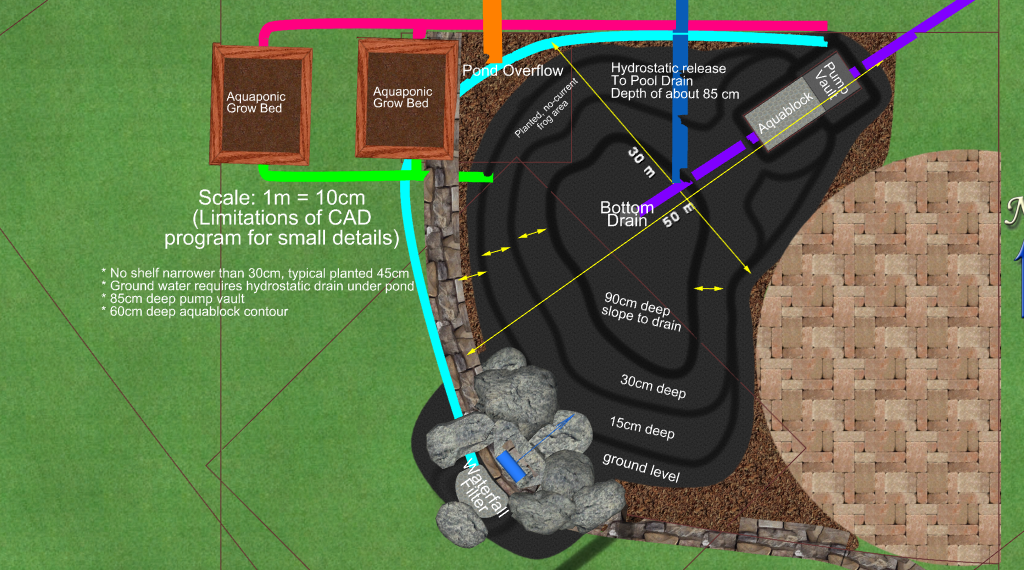 Pond Overflow
Hydrostatic release
To Pool Drain
Depth of about 85 cm
Pump
Vault
Aquablock
Aquaponic
Grow Bed
Aquaponic
Grow Bed
Planted, no-current
frog area
30 m
50 m
Bottom
Drain
Scale: 1m = 10cm
(Limitations of CAD
program for small details)
* No shelf narrower than 30cm, typical planted 45cm
* Ground water requires hydrostatic drain under pond
* 85cm deep pump vault
* 60cm deep aquablock contour
90cm deep
slope to drain
30cm deep
15cm deep
ground level
Waterfall
Filter
N